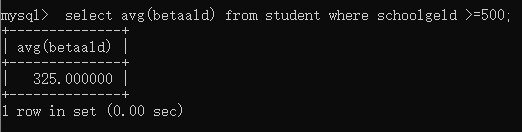 mysql>  select avg(betaald) from student where schoolgeld >=500;
+--------------+
| avg(betaald) |
+--------------+
|   325.000000 |
+--------------+
1 row in set (0.00 sec)